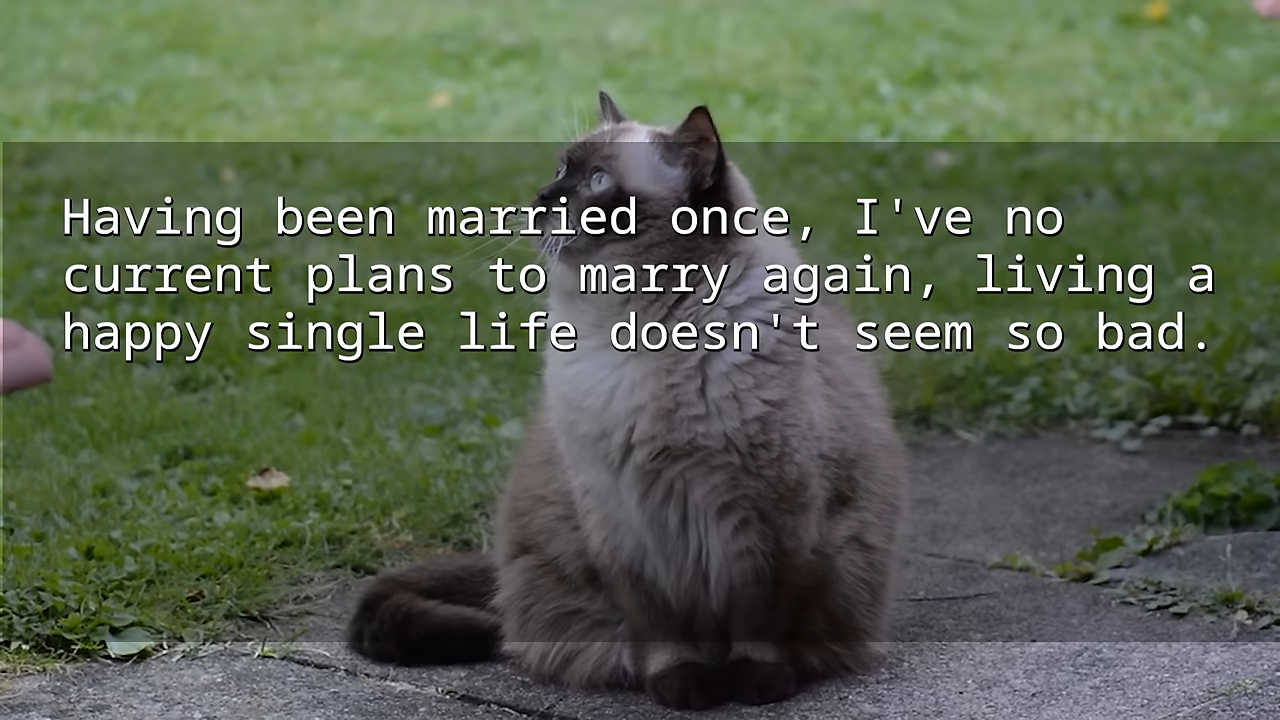 Having been married once, I've no
current plans to marry again, living a
happy single life doesn't seem so bad.